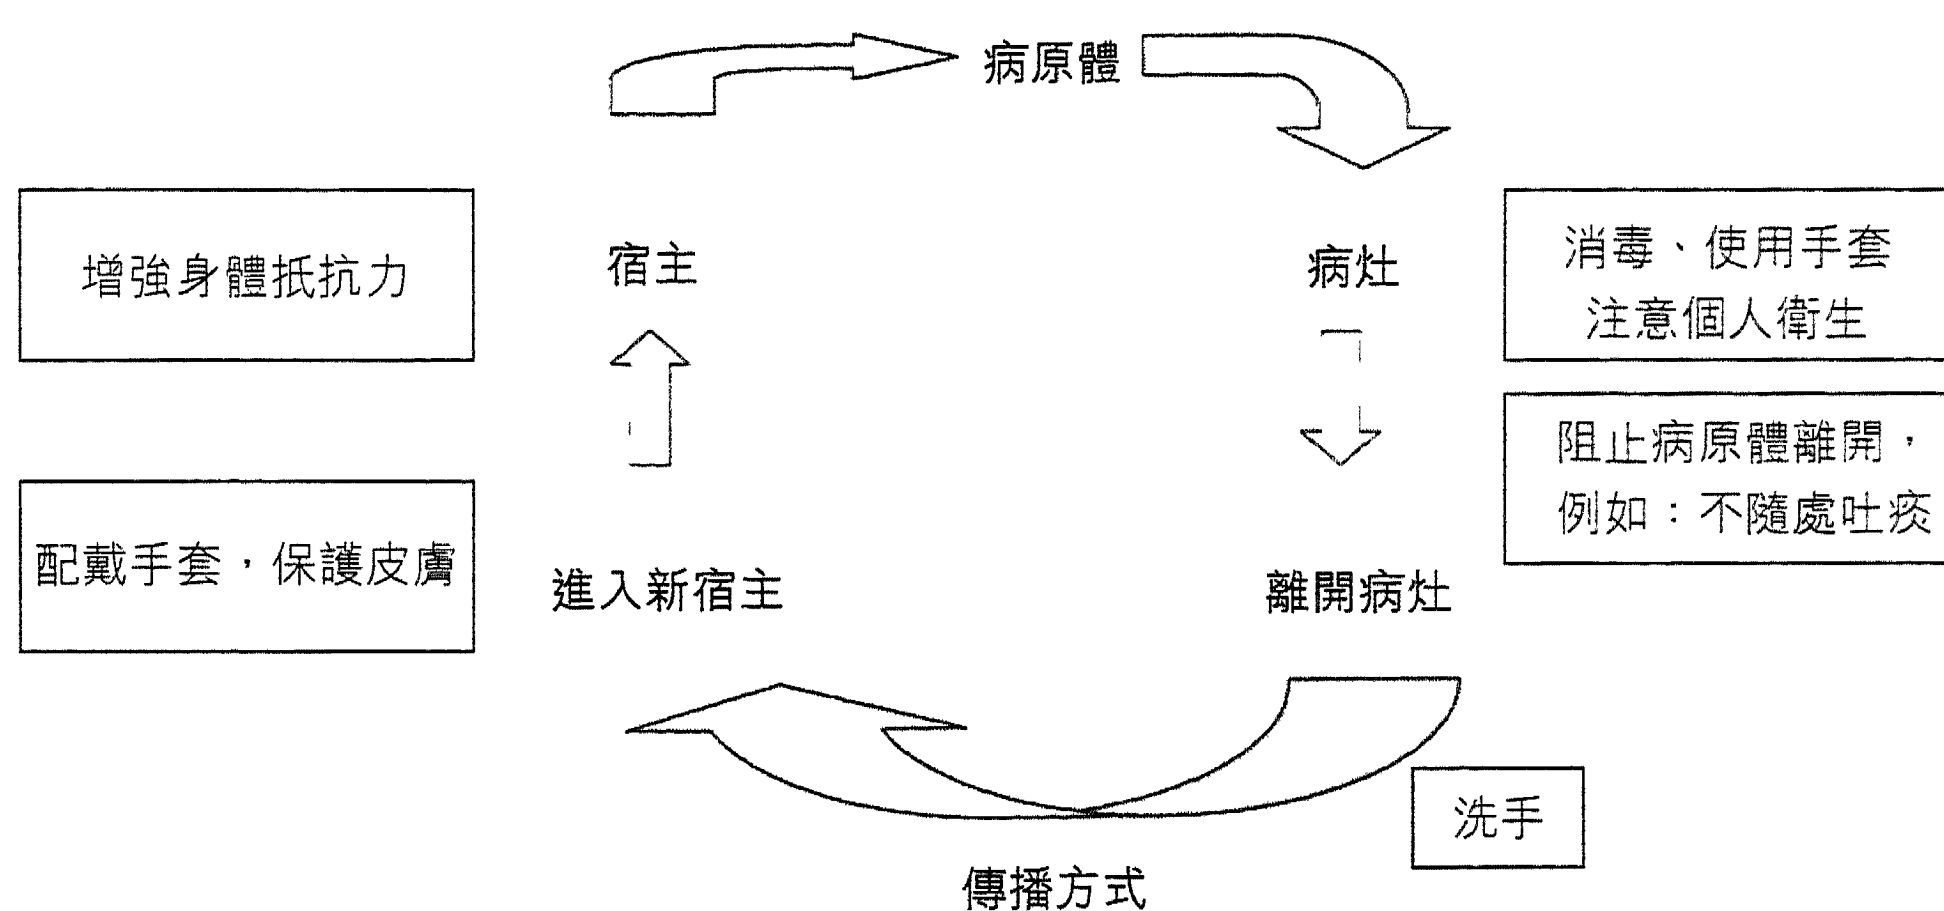 病原體
增強身體抵抗力
宿主
病灶
消毒、使用手套
注意個人衛生
阻止病原體離開，
例如：不隨處吐痰
配戴手套，保護皮膚
進入新宿主
離開病灶
洗手
傳播方式